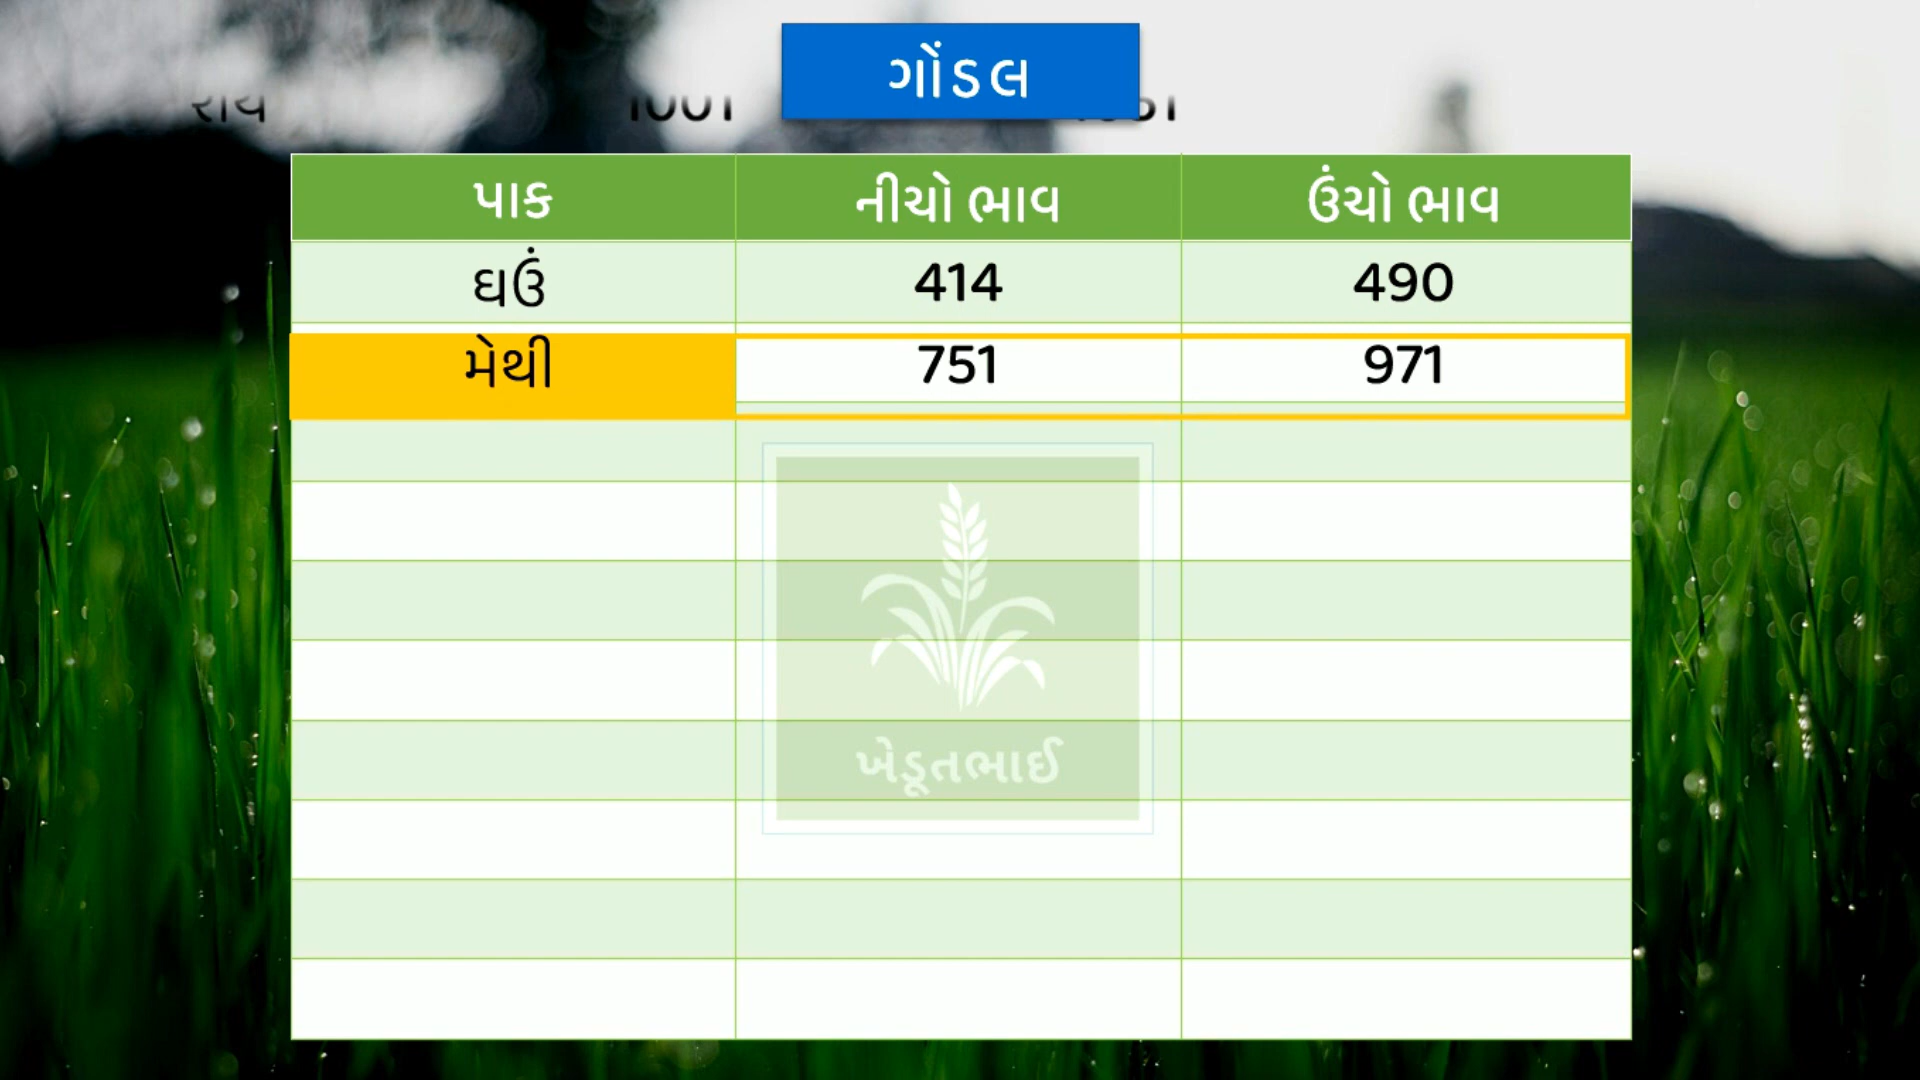 ગોંડલ
પાક નીચો ભાવ ઉંચો ભાવ
ઘઉં 414 490
મેથી 751 971
ખેડૂતભાઈ